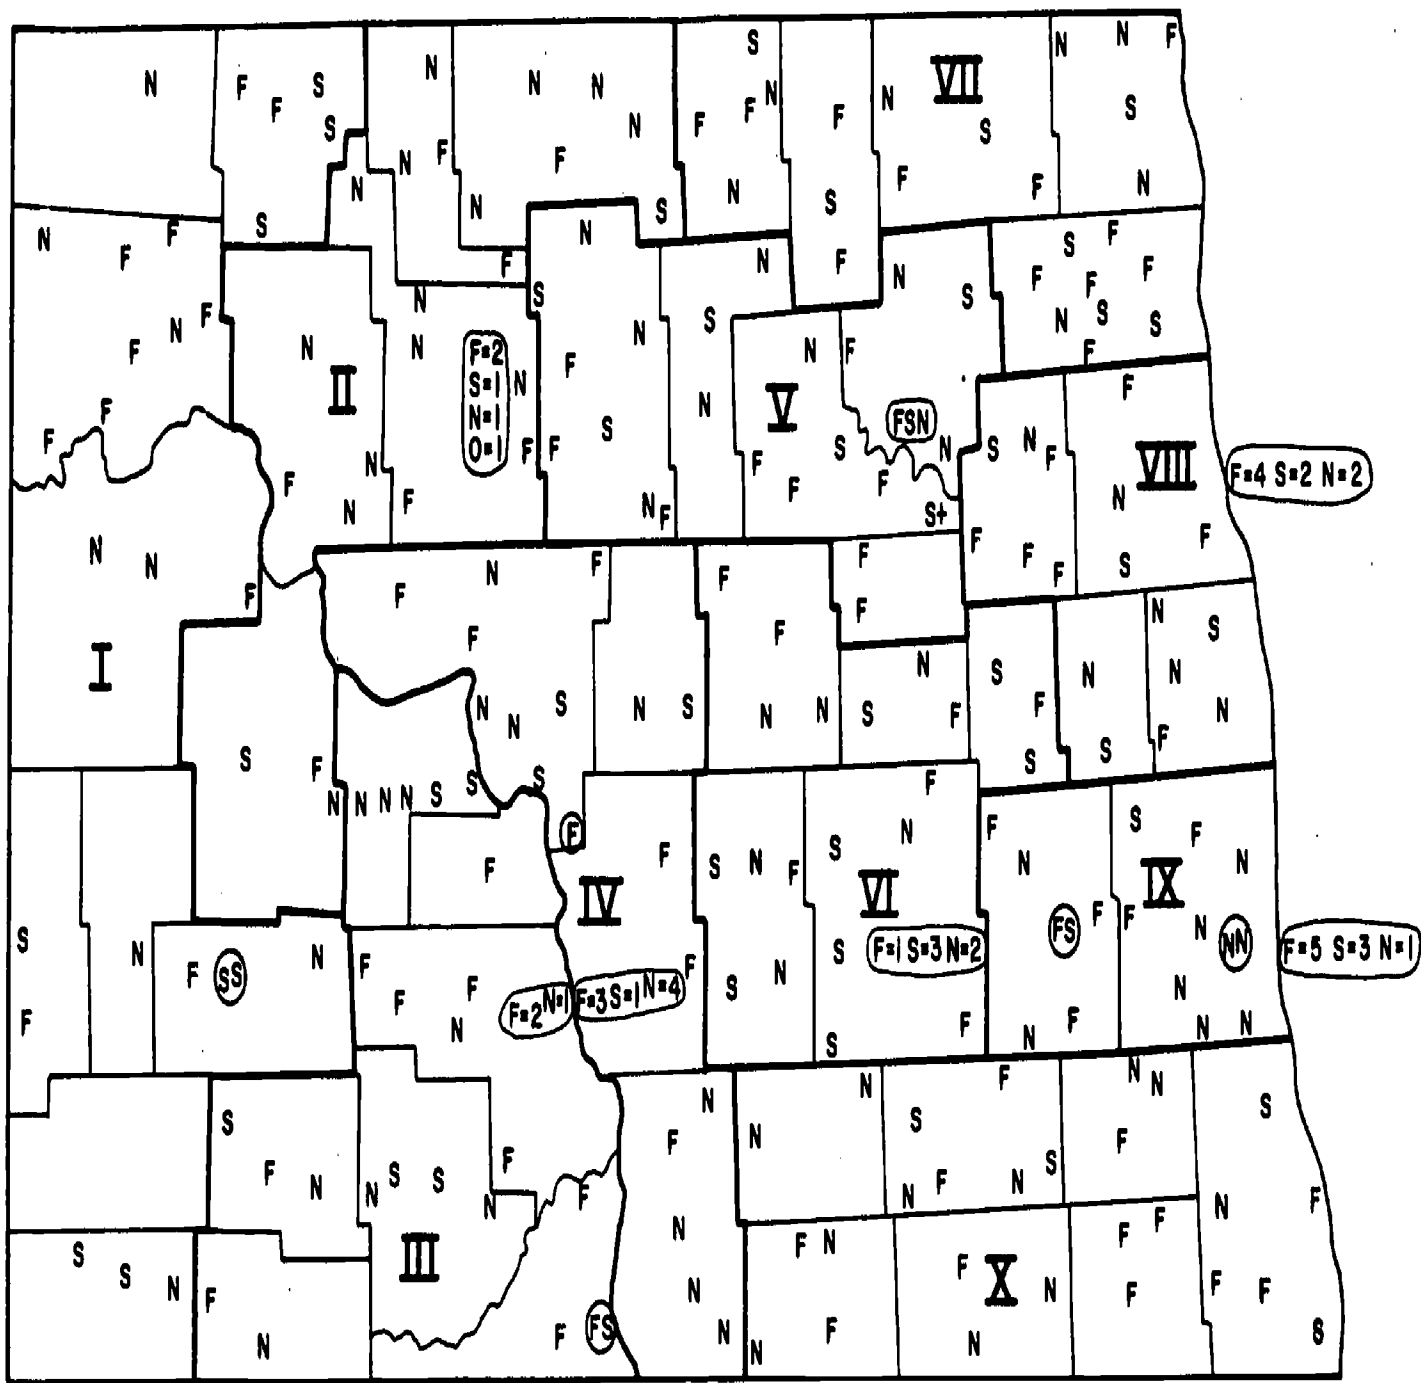 N F S N N N S N F VII N N N F
F S N F N F F S S
N F F N S N S F F N
N F F S N S N F N S S F F F
F N F N F N S S N F S S
F N II N F=2 S=1 N=1 O=1 N F S N V N F F
F F N F F S F S FSN N S N F F VIII F=4 S=2 N=2
F N F N F N F F S+ N F
N N F N F F F F F F F S
F F F F N N S
I N N S N S N N S F S F N N N
S F N N N N S S S F S S F
F F F S N F S N F N S F N
IV VI IX
S N F SS N F F F N S N S F=1 S=3 N=2 FS F F N NN F=5 S=3 N=1
F F N F=2 N=1 F=3 S=1 N=4 F S S F N F N N N
S N F N N F N N S
F N N S S F N F N S F N F S N F
S S N F III N N F N F X N F F F F F
N F FS N N F N S